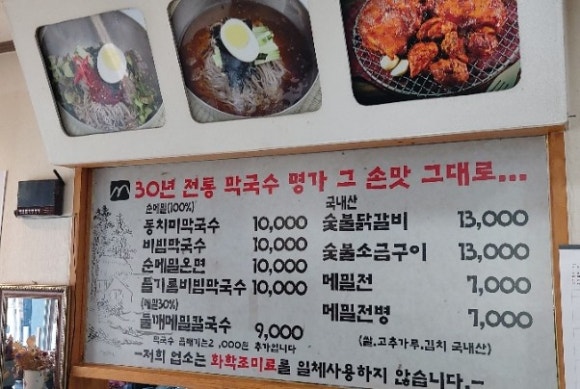 30년 전통 막국수 명가 그 손맛 그대로...
순메밀(100%)
동치미막국수 10,000
비빔막국수 10,000
순메밀온면 10,000
들기름비빔막국수 10,000
(메밀30%)
들깨메밀칼국수 9,000
막국수 곱빼기는 2,000원 추가됩니다
국내산
숯불닭갈비 13,000
숯불소금구이 13,000
메밀전 7,000
메밀전병 7,000
(쌀,고추가루,김치 국내산)
-저희 업소는 화학조미료를 일체사용하지 않습니다.-